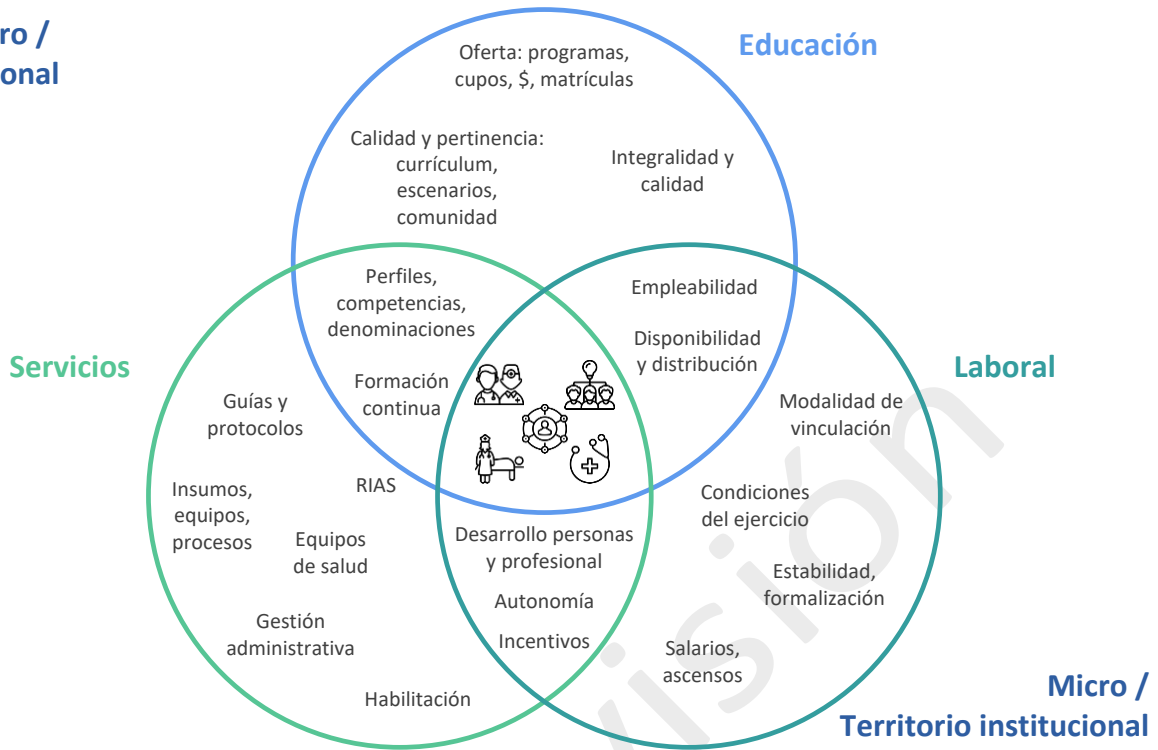 ro /
onal
Educación
Oferta: programas,
cupos, $, matrículas
Calidad y pertinencia:
currículum,
escenarios,
comunidad
Integralidad y
calidad
Perfiles,
competencias,
denominaciones
Formación
continua
Empleabilidad
Disponibilidad
y distribución
Servicios
Laboral
Guías y
protocolos
Insumos,
equipos,
procesos
RIAS
Equipos
de salud
Gestión
administrativa
Habilitación
Desarrollo personas
y profesional
Autonomía
Incentivos
Modalidad de
vinculación
Condiciones
del ejercicio
Estabilidad,
formalización
Salarios,
ascensos
Micro /
Territorio institucional
visión